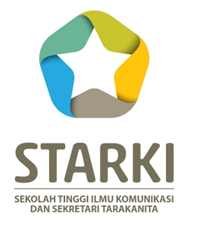 STARKI
SEKOLAH TINGGI ILMU KOMUNIKASI
DAN SEKRETARI TARAKANITA